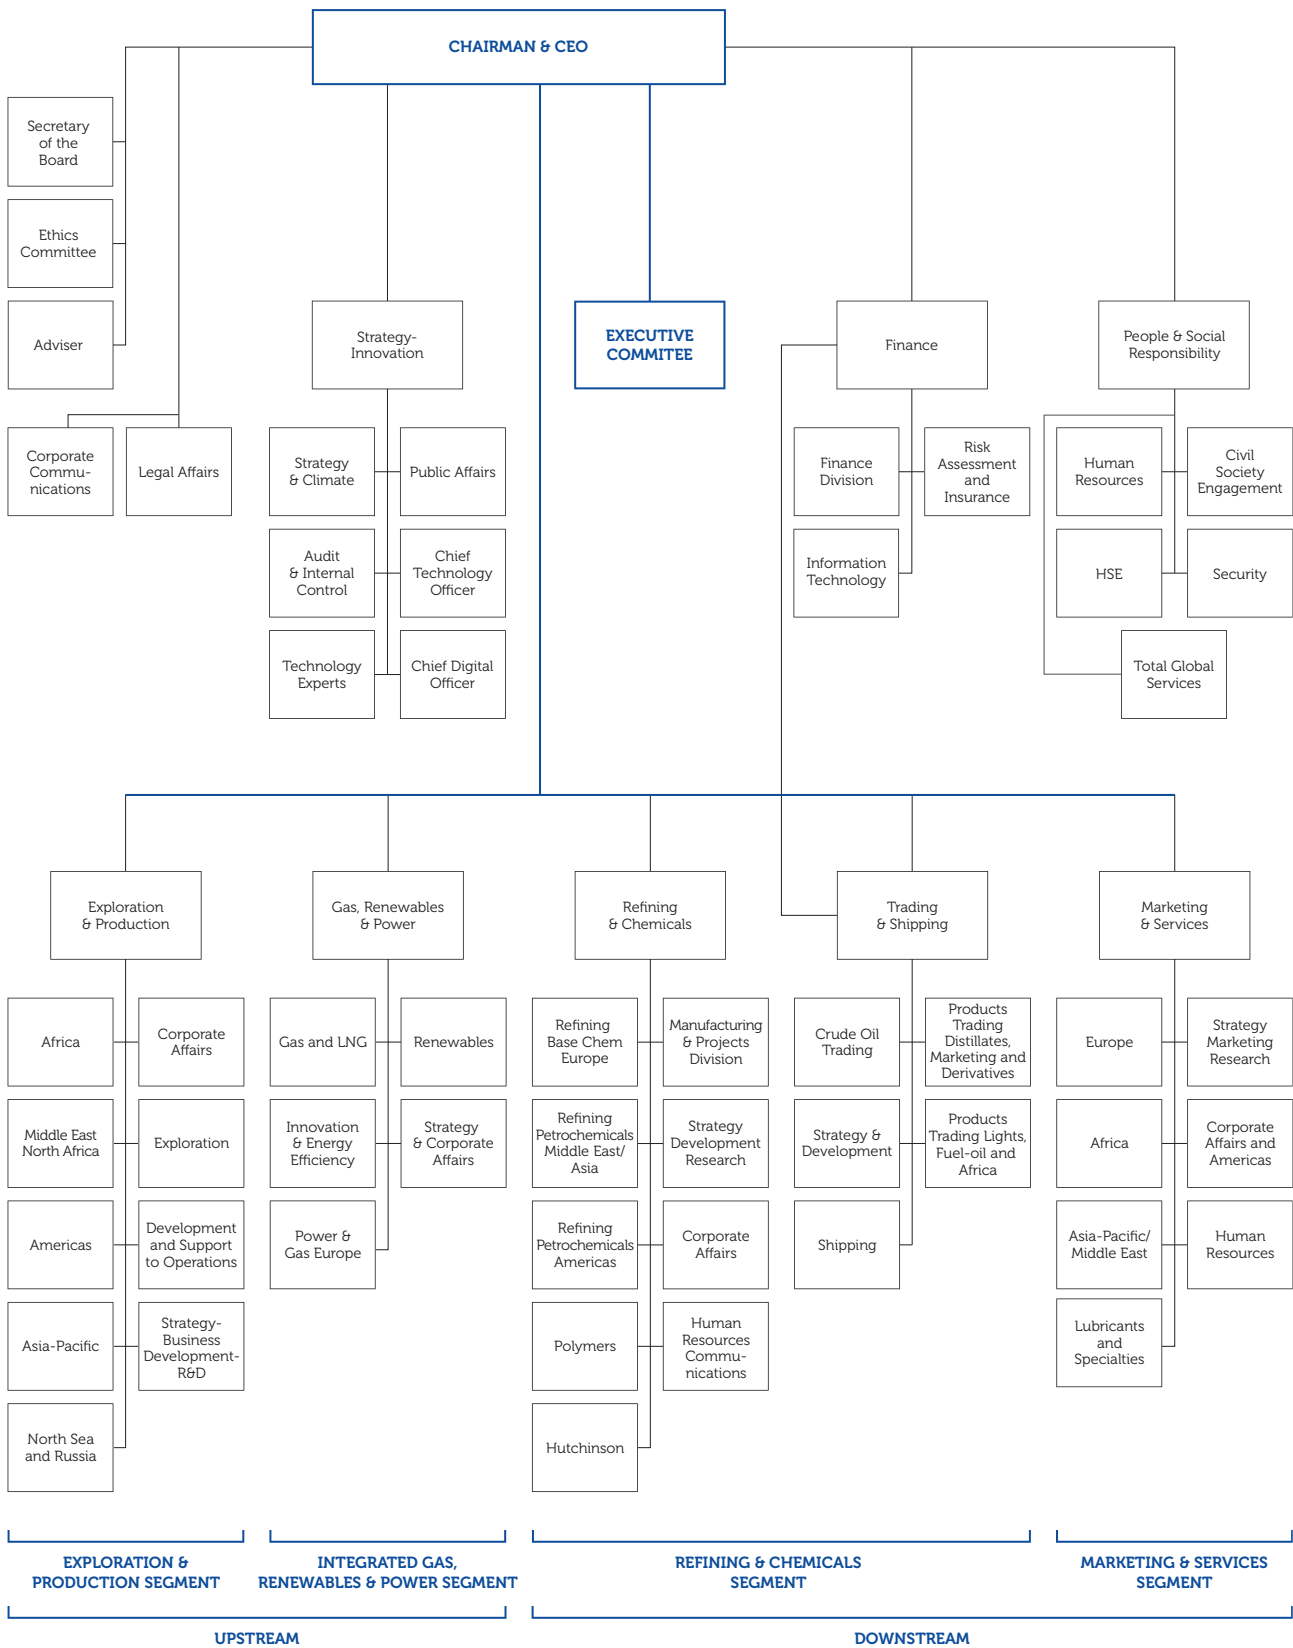 CHAIRMAN & CEO
Secretary
of the
Board
Ethics
Committee
Adviser
Strategy-
Innovation
EXECUTIVE
COMMITEE
Finance
People & Social
Responsibility
Corporate
Commu-
nications
Legal Affairs
Strategy
& Climate
Public Affairs
Audit
& Internal
Control
Chief
Technology
Officer
Technology
Experts
Chief Digital
Officer
Finance
Division
Risk
Assessment
and
Insurance
Information
Technology
Human
Resources
Civil
Society
Engagement
HSE
Security
Total Global
Services
Exploration
& Production
Gas, Renewables
& Power
Refining
& Chemicals
Trading
& Shipping
Marketing
& Services
Africa
Corporate
Affairs
Middle East
North Africa
Exploration
Americas
Development
and Support
to Operations
Asia-Pacific
Strategy-
Business
Development-
R&D
North Sea
and Russia
Gas and LNG
Renewables
Innovation
& Energy
Efficiency
Strategy
& Corporate
Affairs
Power &
Gas Europe
Refining
Base Chem
Europe
Manufacturing
& Projects
Division
Refining
Petrochemicals
Middle East/
Asia
Strategy
Development
Research
Refining
Petrochemicals
Americas
Corporate
Affairs
Polymers
Human
Resources
Commu-
nications
Hutchinson
Crude Oil
Trading
Products
Trading
Distillates,
Marketing and
Derivatives
Strategy &
Development
Products
Trading Lights,
Fuel-oil and
Africa
Shipping
Europe
Strategy
Marketing
Research
Africa
Corporate
Affairs and
Americas
Asia-Pacific/
Middle East
Human
Resources
Lubricants
and
Specialties
EXPLORATION &
PRODUCTION SEGMENT
INTEGRATED GAS,
RENEWABLES & POWER SEGMENT
REFINING & CHEMICALS
SEGMENT
MARKETING & SERVICES
SEGMENT
UPSTREAM
DOWNSTREAM